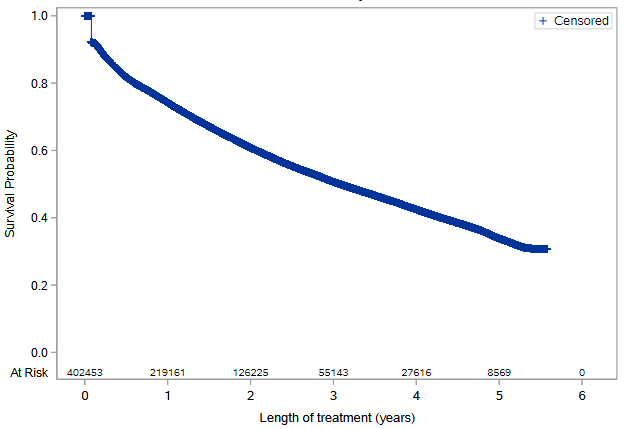 1.0
+ Censored
0.8
0.6
0.4
0.2
0.0
Survival Probability
At Risk 402453 219161 126225 55143 27616 8569 0
0 1 2 3 4 5 6
Length of treatment (years)